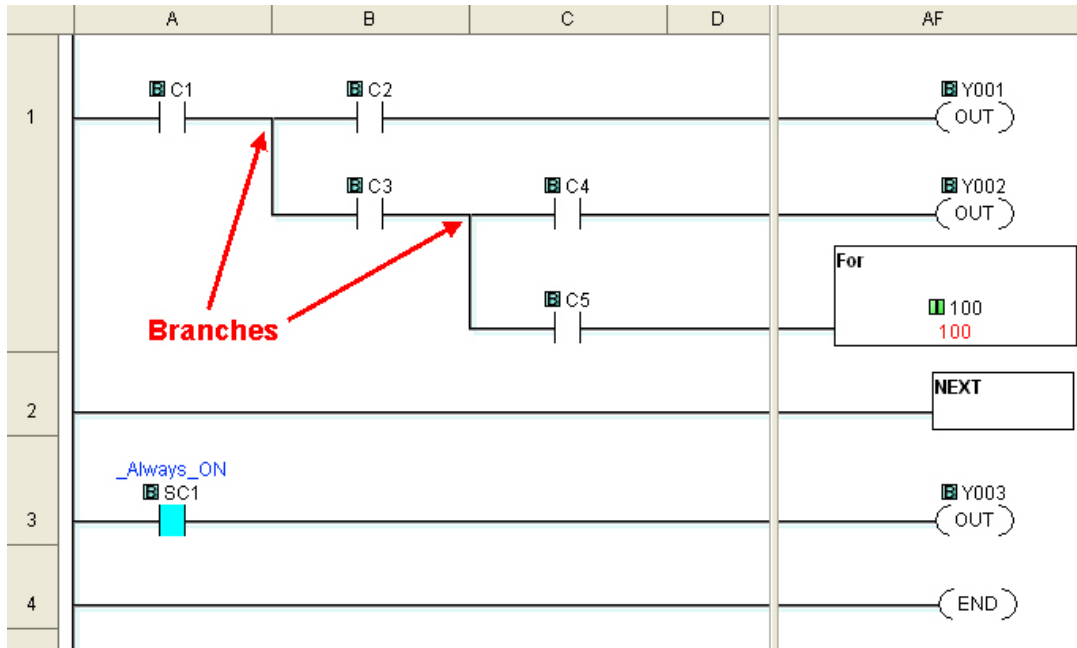 A B C D AF
1
B C1 B C2 B Y001
OUT
B C3 B C4 B Y002
OUT
For
B C5 100
100
Branches
2 NEXT
_Always_ON
B SC1 B Y003
3 OUT
4 END